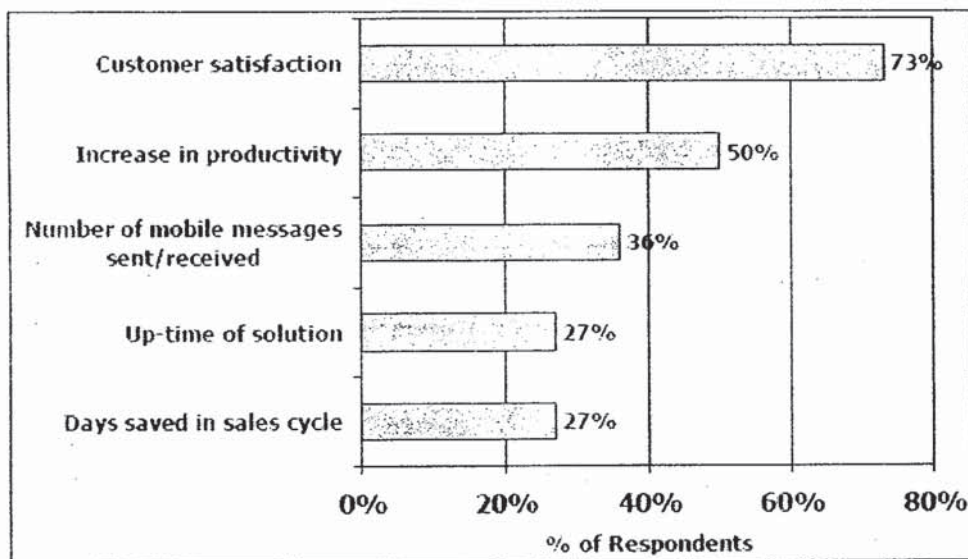 Customer satisfaction
73%
Increase in productivity
50%
Number of mobile messages
sent/received
36%
Up-time of solution
27%
Days saved in sales cycle
27%
0% 20% 40% 60% 80%
% of Respondents